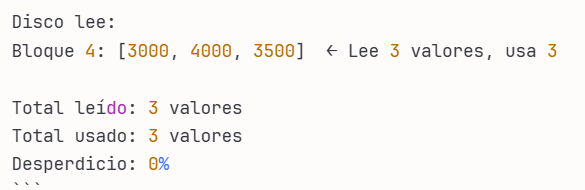 Disco lee:
Bloque 4: [3000, 4000, 3500]  ← Lee 3 valores, usa 3
Total leído: 3 valores
Total usado: 3 valores
Desperdicio: 0%
```